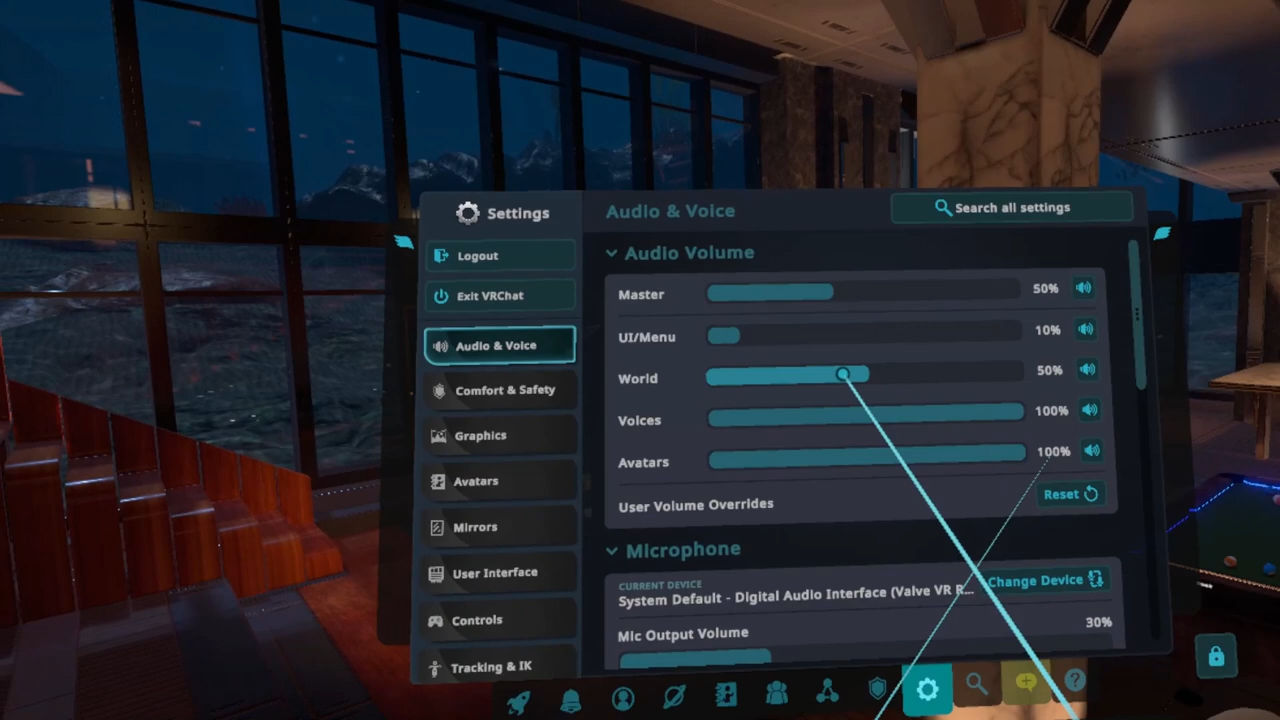 Settings
Logout
Exit VRChat
Audio & Voice
Comfort & Safety
Graphics
Avatars
Mirrors
User Interface
Controls
Tracking & IK
Audio & Voice
Search all settings
Audio Volume
Master 50%
UI/Menu 10%
World 50%
Voices 100%
Avatars 100%
User Volume Overrides Reset
Microphone
CURRENT DEVICE
System Default - Digital Audio Interface (Valve VR R...
Change Device
Mic Output Volume 30%